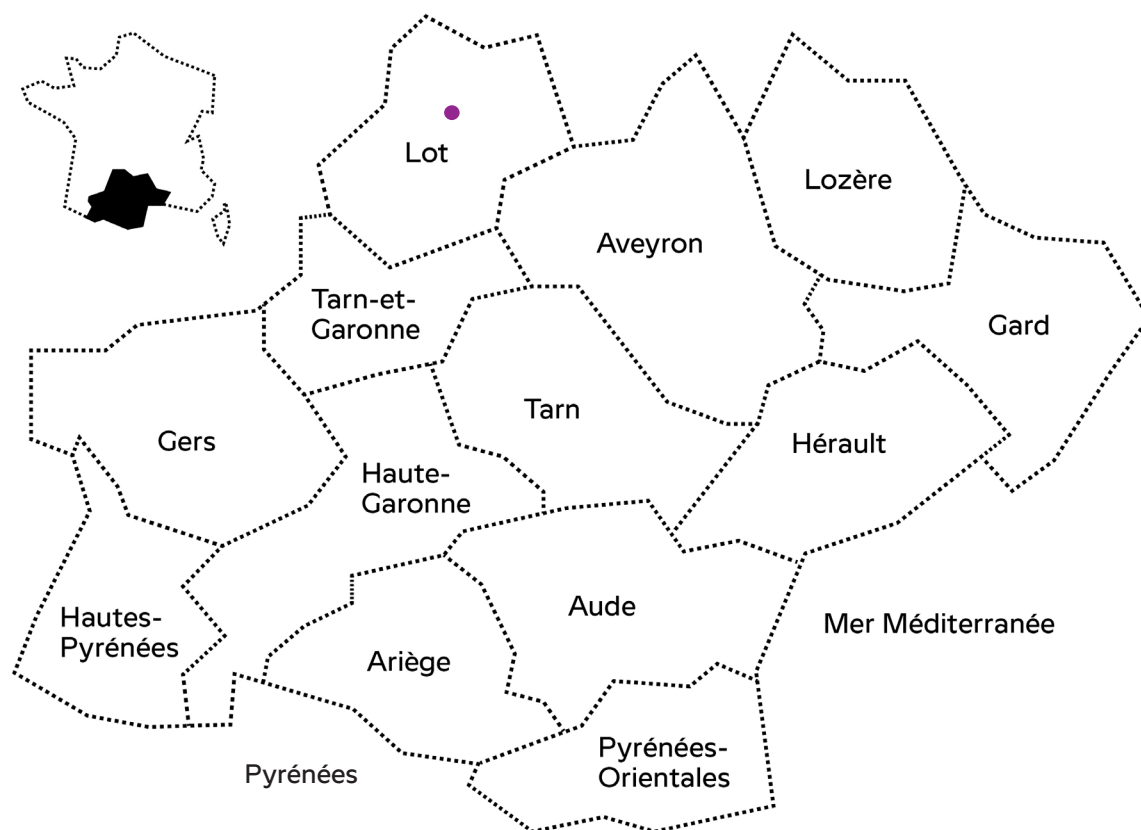 Lot
Lozère
Aveyron
Tarn-et-
Garonne
Gard
Tarn
Gers
Hérault
Haute-
Garonne
Hautes-
Pyrénées
Aude
Mer Méditerranée
Ariège
Pyrénées-
Orientales
Pyrénées